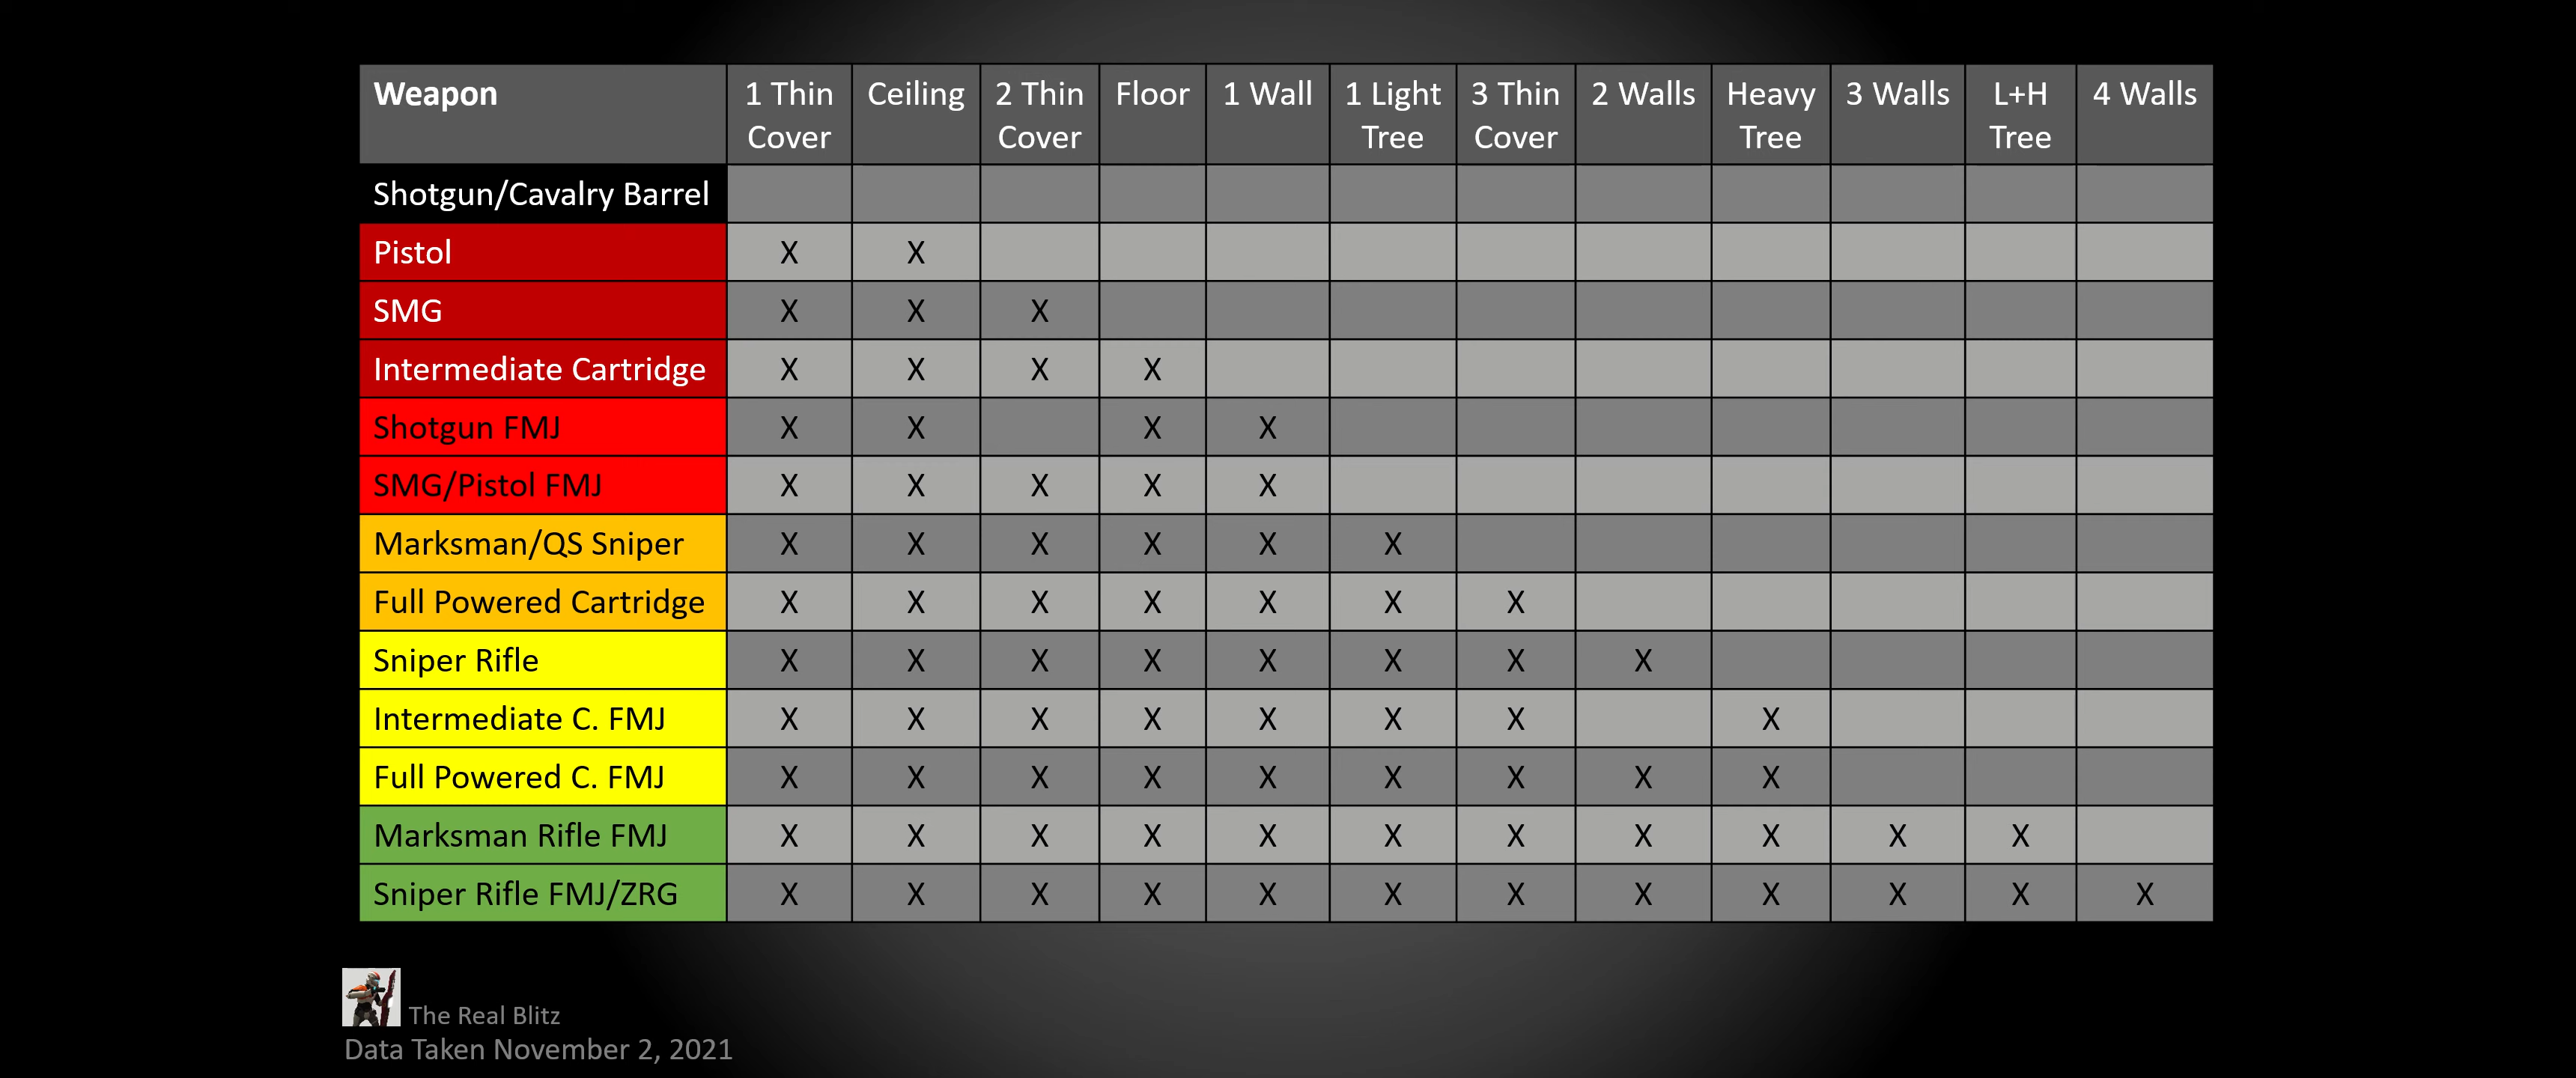 Weapon 1 Thin Cover Ceiling 2 Thin Cover Floor 1 Wall 1 Light Tree 3 Thin Cover 2 Walls Heavy Tree 3 Walls L+H Tree 4 Walls
Shotgun/Cavalry Barrel
Pistol X X
SMG X X X
Intermediate Cartridge X X X X
Shotgun FMJ X X X X
SMG/Pistol FMJ X X X X X
Marksman/QS Sniper X X X X X X
Full Powered Cartridge X X X X X X X
Sniper Rifle X X X X X X X X
Intermediate C. FMJ X X X X X X X X
Full Powered C. FMJ X X X X X X X X X
Marksman Rifle FMJ X X X X X X X X X X X
Sniper Rifle FMJ/ZRG X X X X X X X X X X X X
The Real Blitz
Data Taken November 2, 2021